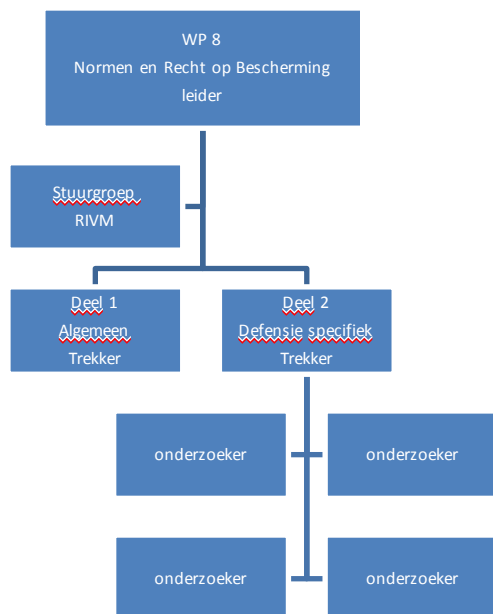 WP 8
Normen en Recht op Bescherming
leider
Stuurgroep
RIVM
Deel 1
Algemeen
Trekker
Deel 2
Defensie specifiek
Trekker
onderzoeker
onderzoeker
onderzoeker
onderzoeker